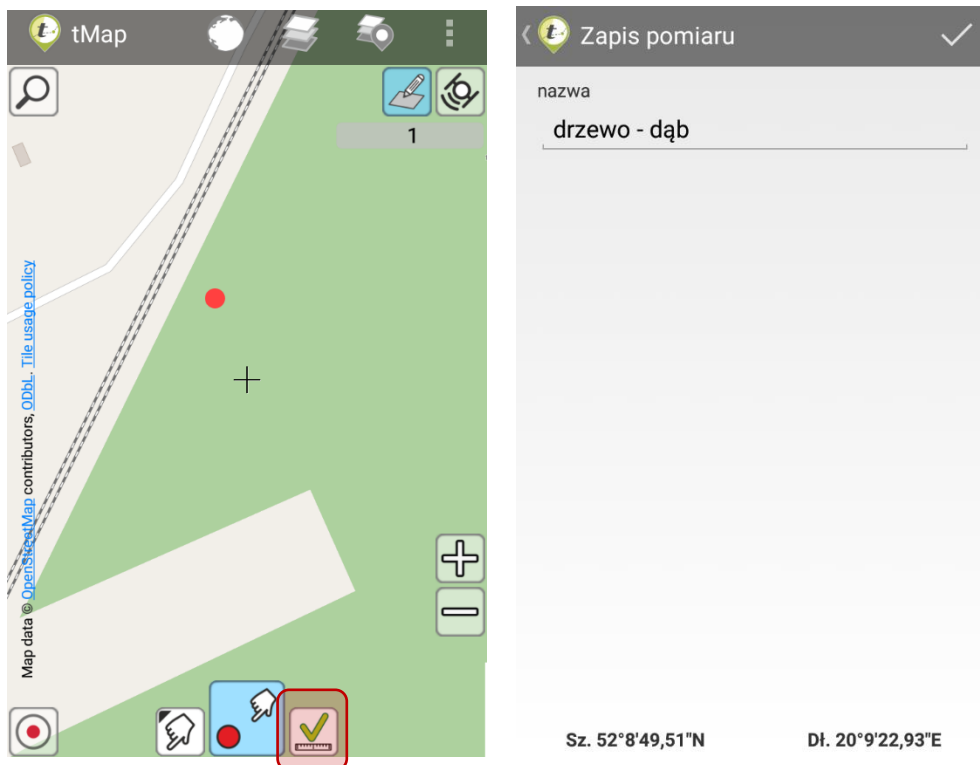 tMap
1
Map data © OpenStreetMap contributors, ODbL. Tile usage policy
Zapis pomiaru
nazwa
drzewo - dąb
Sz. 52°8'49,51"N Dł. 20°9'22,93"E